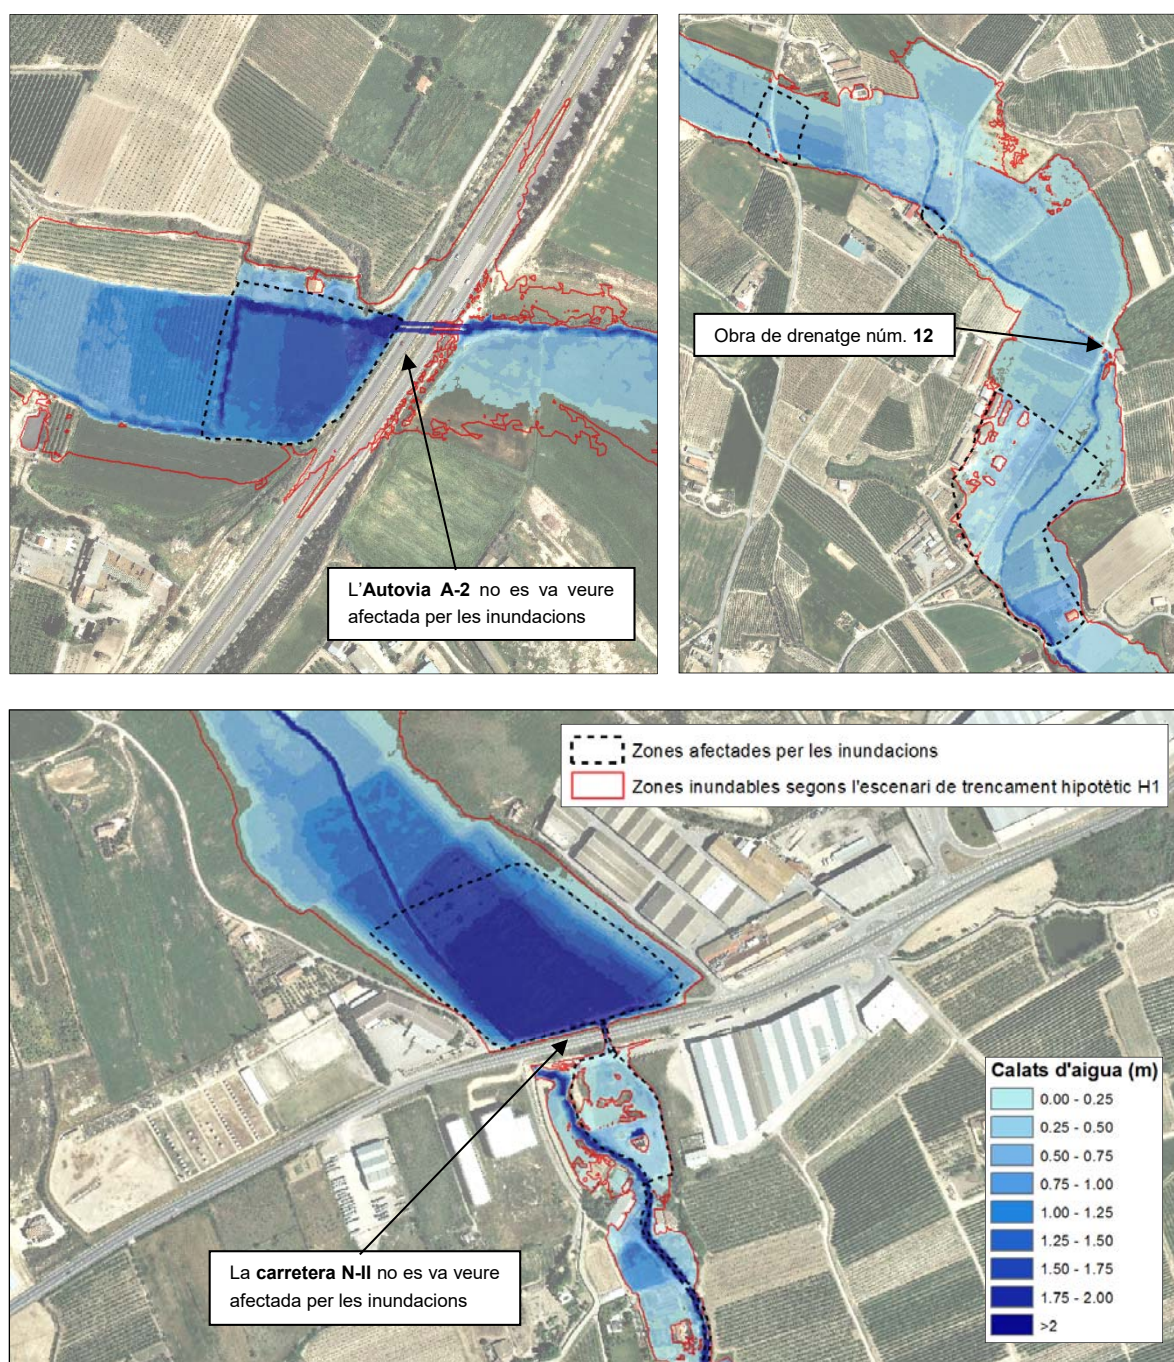 Obra de drenatge núm. 12
L'Autovia A-2 no es va veure
afectada per les inundacions
Zones afectades per les inundacions
Zones inundables segons l'escenari de trencament hipotètic H1
Calats d'aigua (m)
0.00 - 0.25
0.25 - 0.50
0.50 - 0.75
0.75 - 1.00
1.00 - 1.25
1.25 - 1.50
1.50 - 1.75
1.75 - 2.00
>2
La carretera N-II no es va veure
afectada per les inundacions